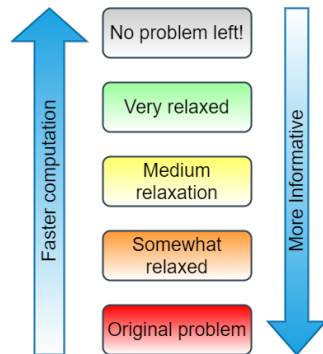 No problem left!
Very relaxed
Medium
relaxation
Somewhat
relaxed
Original problem
Faster computation
More Informative